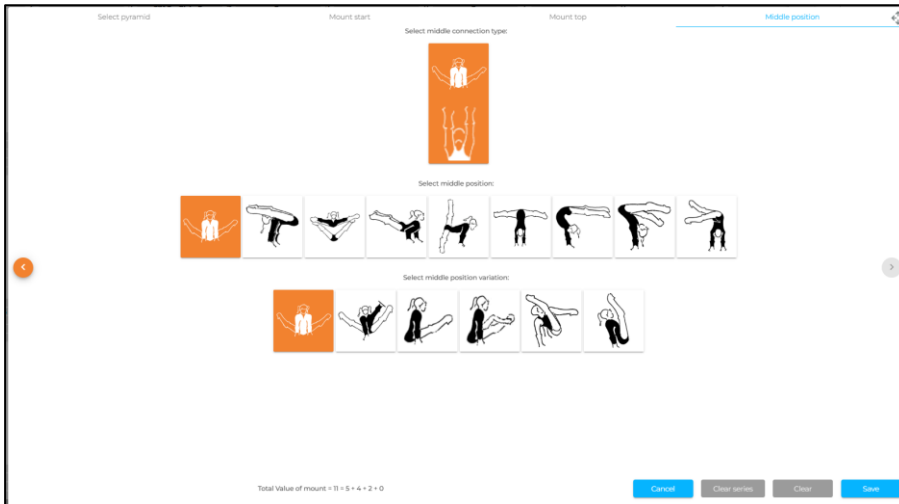 Select pyramid Mount start Mount top Middle position
Select middle connection type:
Select middle position:
Select middle position variation:
Total Value of mount = 11 = 5 + 4 + 2 + 0
Cancel Clear series Clear Save